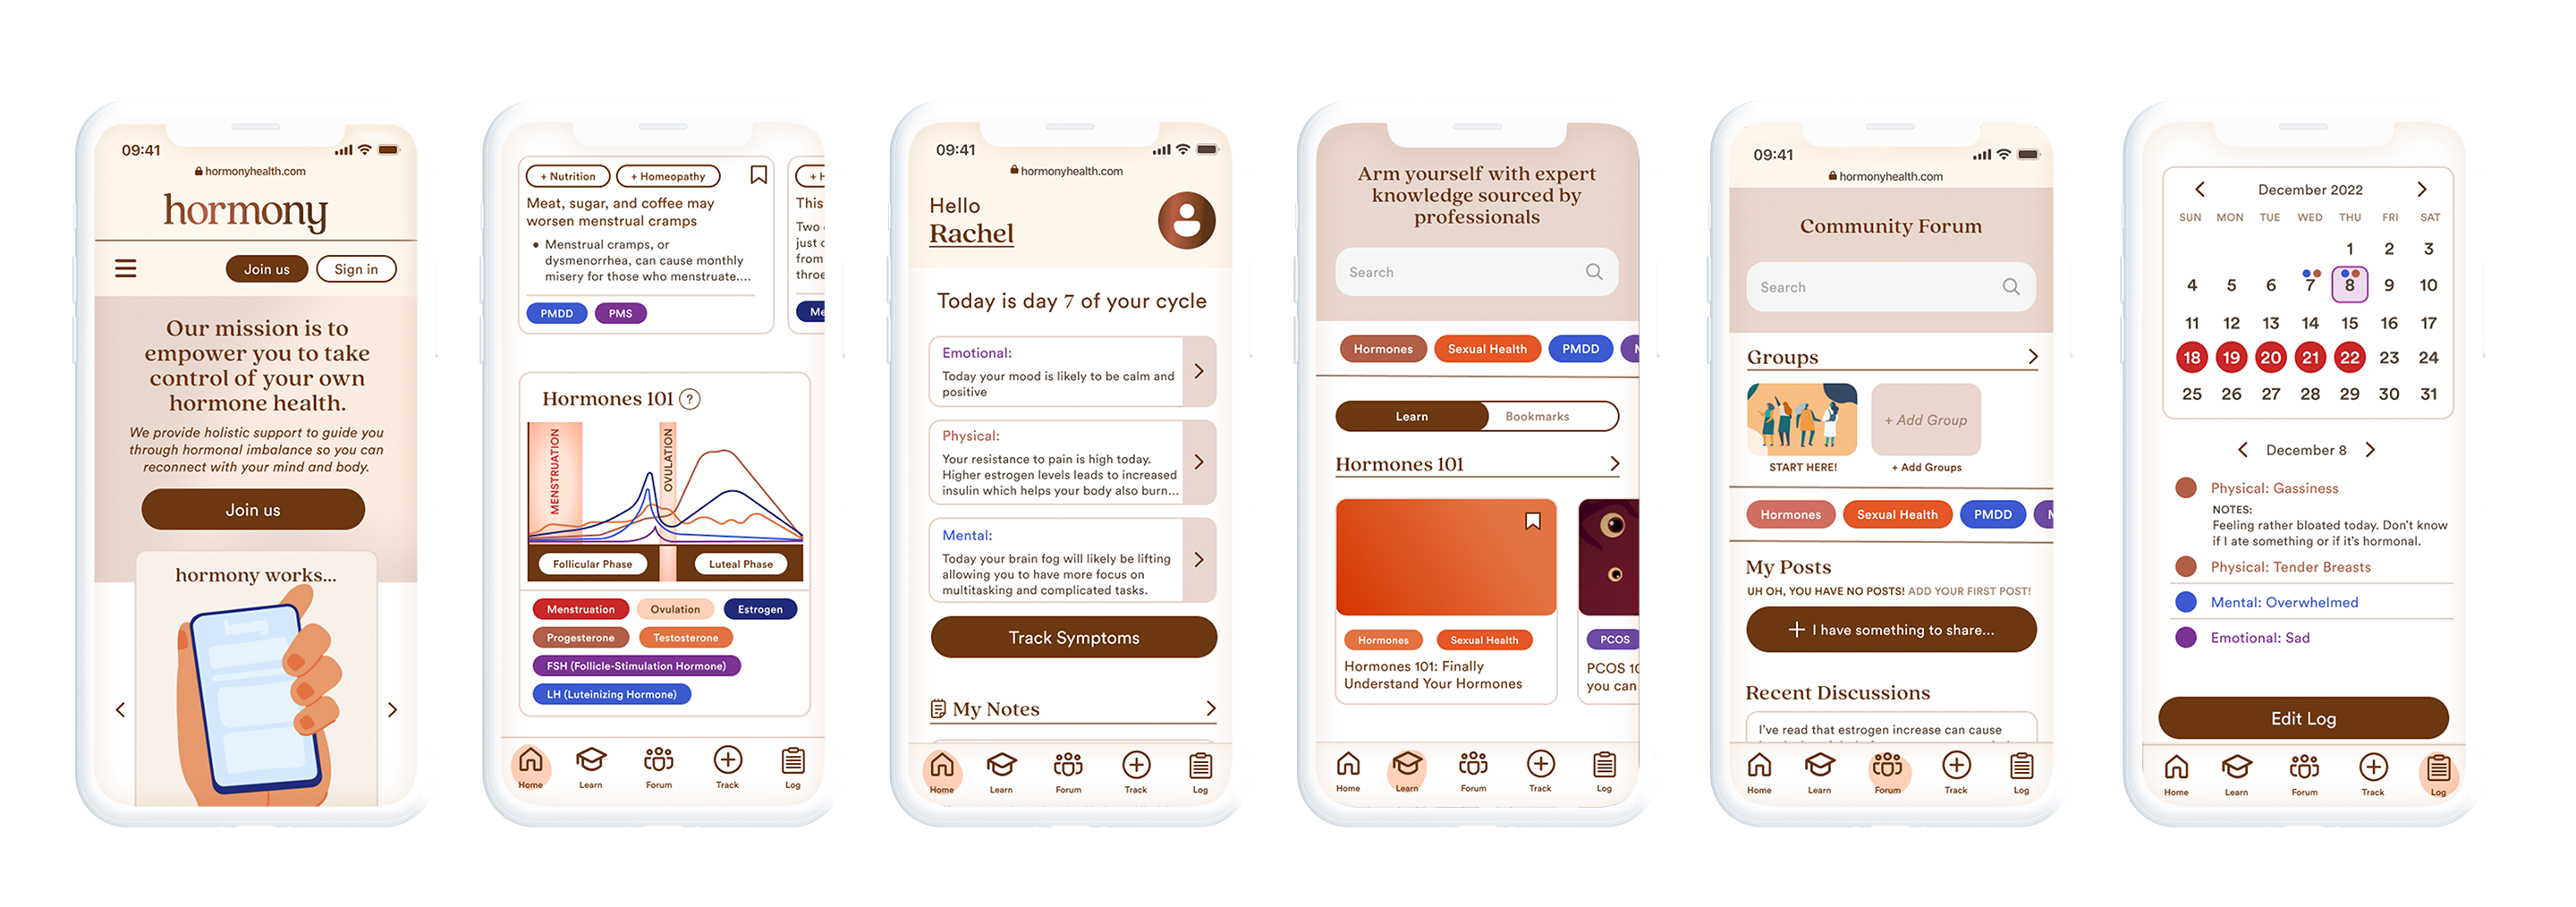 09:41
hormonyhealth.com
hormony
Join us
Sign in
Our mission is to
empower you to take
control of your own
hormone health.
We provide holistic support to guide you
through hormonal imbalance so you can
reconnect with your mind and body.
Join us
hormony works...
+ Nutrition
+ Homeopathy
+ H
Meat, sugar, and coffee may
worsen menstrual cramps
• Menstrual cramps, or
dysmenorrhea, can cause monthly
misery for those who menstruate....
PMDD
PMS
This
Two
just
from
throe
Me
Hormones 101 ?
MENSTRUATION
OVULATION
Follicular Phase
Luteal Phase
Menstruation
Ovulation
Estrogen
Progesterone
Testosterone
FSH (Follicle-Stimulation Hormone)
LH (Luteinizing Hormone)
Home
Learn
Forum
Track
Log
09:41
hormonyhealth.com
Hello
Rachel
Today is day 7 of your cycle
Emotional:
Today your mood is likely to be calm and
positive
Physical:
Your resistance to pain is high today.
Higher estrogen levels leads to increased
insulin which helps your body also burn...
Mental:
Today your brain fog will likely be lifting
allowing you to have more focus on
multitasking and complicated tasks.
Track Symptoms
My Notes
Home
Learn
Forum
Track
Log
Arm yourself with expert
knowledge sourced by
professionals
Search
Hormones
Sexual Health
PMDD
Learn
Bookmarks
Hormones 101
Hormones
Sexual Health
Hormones 101: Finally
Understand Your Hormones
PCOS
PCOS 10
you can
Home
Learn
Forum
Track
Log
09:41
hormonyhealth.com
Community Forum
Search
Groups
START HERE!
+ Add Group
+ Add Groups
Hormones
Sexual Health
PMDD
My Posts
UH OH, YOU HAVE NO POSTS! ADD YOUR FIRST POST!
+ I have something to share...
Recent Discussions
I've read that estrogen increase can cause
Home
Learn
Forum
Track
Log
December 2022
SUN MON TUE WED THU FRI SAT
1 2 3
4 5 6 7 8 9 10
11 12 13 14 15 16 17
18 19 20 21 22 23 24
25 26 27 28 29 30 31
December 8
Physical: Gassiness
NOTES:
Feeling rather bloated today. Don't know
if I ate something or if it's hormonal.
Physical: Tender Breasts
Mental: Overwhelmed
Emotional: Sad
Edit Log
Home
Learn
Forum
Track
Log